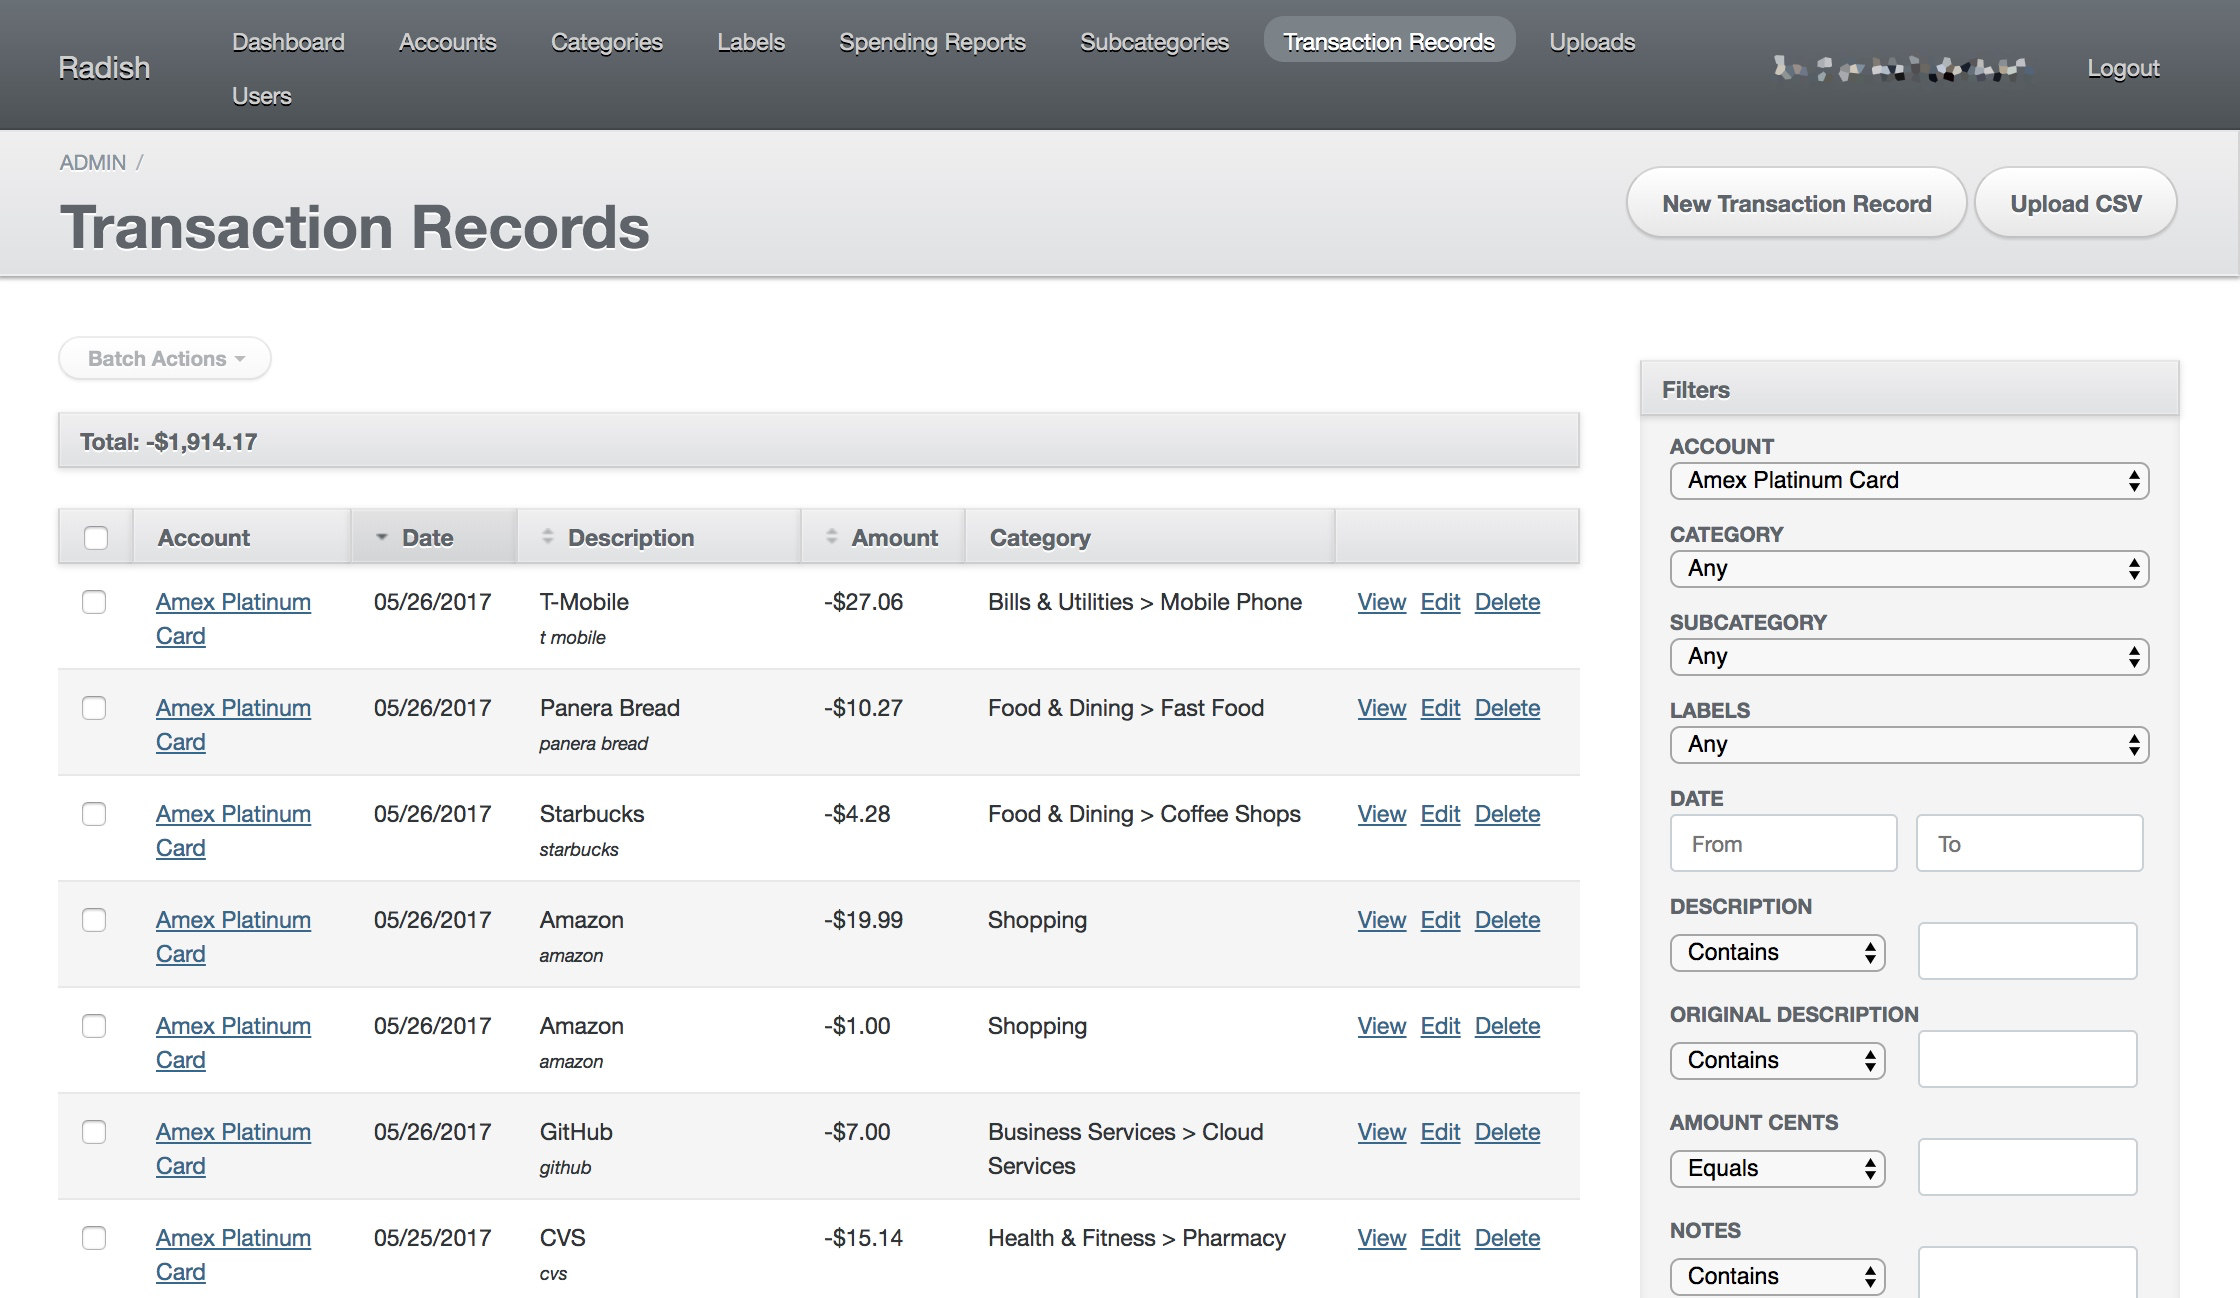 Radish
Dashboard Accounts Categories Labels Spending Reports Subcategories Transaction Records Uploads
Users
Logout
ADMIN /
Transaction Records
New Transaction Record Upload CSV
Batch Actions
Total: -$1,914.17
Account Date Description Amount Category
Amex Platinum Card 05/26/2017 T-Mobile -$27.06 Bills & Utilities > Mobile Phone View Edit Delete
t mobile
Amex Platinum Card 05/26/2017 Panera Bread -$10.27 Food & Dining > Fast Food View Edit Delete
panera bread
Amex Platinum Card 05/26/2017 Starbucks -$4.28 Food & Dining > Coffee Shops View Edit Delete
starbucks
Amex Platinum Card 05/26/2017 Amazon -$19.99 Shopping View Edit Delete
amazon
Amex Platinum Card 05/26/2017 Amazon -$1.00 Shopping View Edit Delete
amazon
Amex Platinum Card 05/26/2017 GitHub -$7.00 Business Services > Cloud Services View Edit Delete
github
Amex Platinum Card 05/25/2017 CVS -$15.14 Health & Fitness > Pharmacy View Edit Delete
cvs
Filters
ACCOUNT
Amex Platinum Card
CATEGORY
Any
SUBCATEGORY
Any
LABELS
Any
DATE
From To
DESCRIPTION
Contains
ORIGINAL DESCRIPTION
Contains
AMOUNT CENTS
Equals
NOTES
Contains